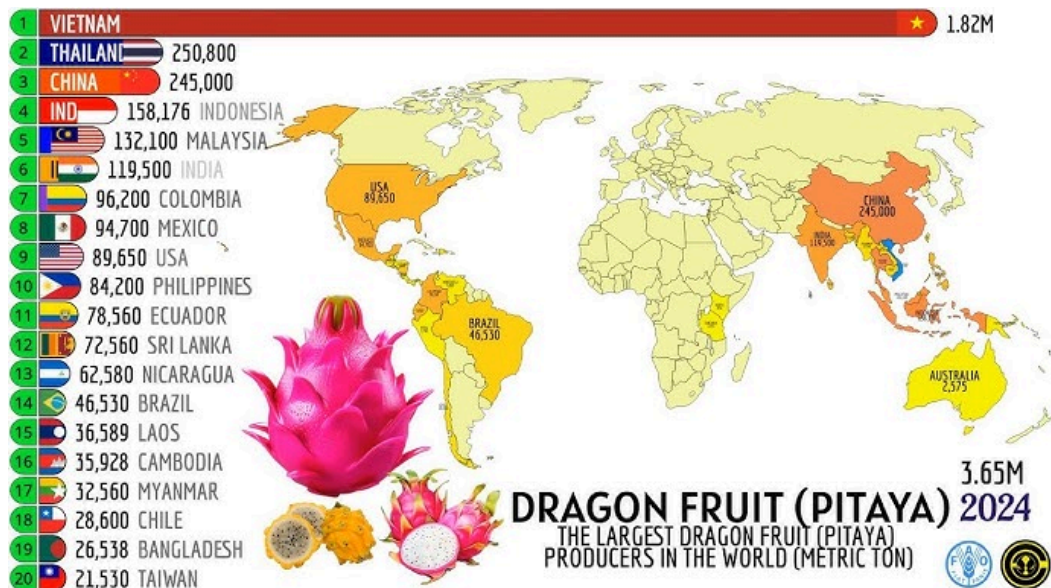 1 VIETNAM 1.82M
2 THAILAND 250,800
3 CHINA 245,000
4 IND 158,176 INDONESIA
5 132,100 MALAYSIA
6 119,500 INDIA
7 96,200 COLOMBIA
8 94,700 MEXICO
9 89,650 USA
10 84,200 PHILIPPINES
11 78,560 ECUADOR
12 72,560 SRI LANKA
13 62,580 NICARAGUA
14 46,530 BRAZIL
15 36,589 LAOS
16 35,928 CAMBODIA
17 32,560 MYANMAR
18 28,600 CHILE
19 26,538 BANGLADESH
20 21,530 TAIWAN
USA
89,650
CHINA
245,000
INDIA
119,500
BRAZIL
46,530
AUSTRALIA
2,575
3.65M
DRAGON FRUIT (PITAYA) 2024
THE LARGEST DRAGON FRUIT (PITAYA)
PRODUCERS IN THE WORLD (METRIC TON)